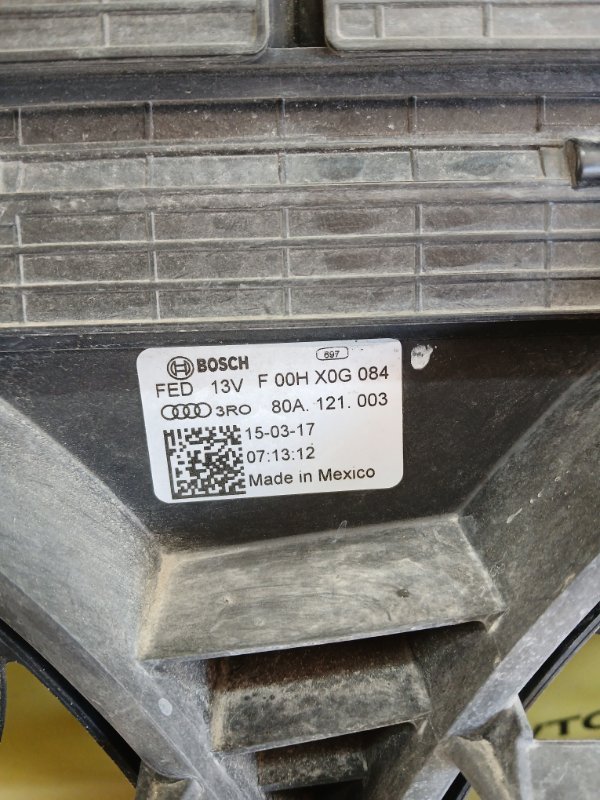 BOSCH 697
FED 13V F 00H X0G 084
3RO 80A. 121. 003
15-03-17
07:13:12
Made in Mexico